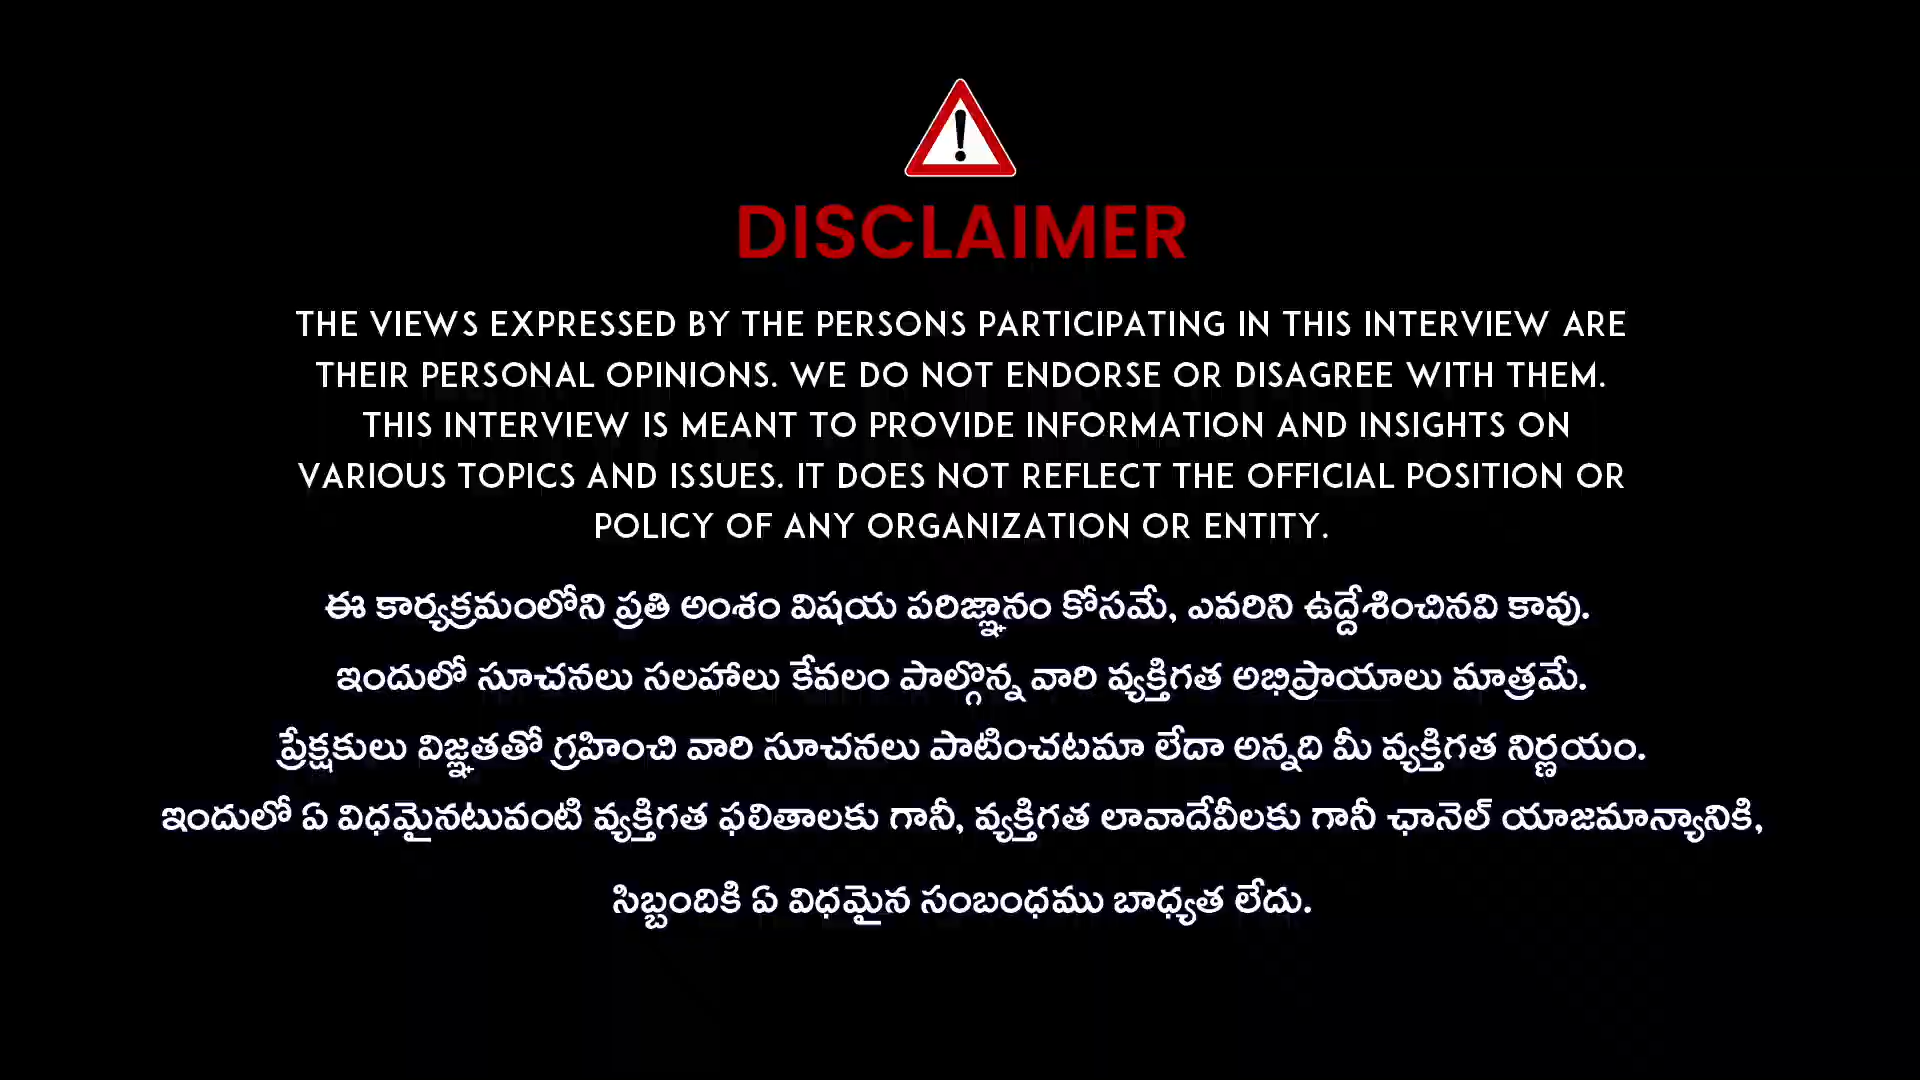 DISCLAIMER
THE VIEWS EXPRESSED BY THE PERSONS PARTICIPATING IN THIS INTERVIEW ARE
THEIR PERSONAL OPINIONS. WE DO NOT ENDORSE OR DISAGREE WITH THEM.
THIS INTERVIEW IS MEANT TO PROVIDE INFORMATION AND INSIGHTS ON
VARIOUS TOPICS AND ISSUES. IT DOES NOT REFLECT THE OFFICIAL POSITION OR
POLICY OF ANY ORGANIZATION OR ENTITY.
ఈ కార్యక్రమంలోని ప్రతి అంశం విషయ పరిజ్ఞానం కోసమే, ఎవరిని ఉద్దేశించినవి కావు.
ఇందులో సూచనలు సలహాలు కేవలం పాల్గొన్న వారి వ్యక్తిగత అభిప్రాయాలు మాత్రమే.
ప్రేక్షకులు విజ్ఞతతో గ్రహించి వారి సూచనలు పాటించటమా లేదా అన్నది మీ వ్యక్తిగత నిర్ణయం.
ఇందులో ఏ విధమైనటువంటి వ్యక్తిగత ఫలితాలకు గానీ, వ్యక్తిగత లావాదేవీలకు గానీ ఛానెల్ యాజమాన్యానికి,
సిబ్బందికి ఏ విధమైన సంబంధము బాధ్యత లేదు.